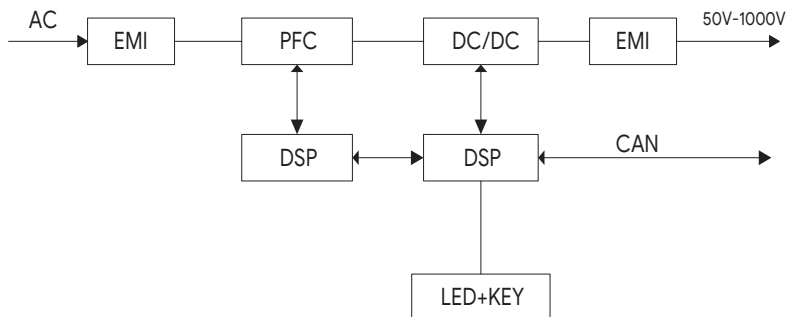 AC
50V-1000V
EMI
PFC
DC/DC
EMI
DSP
DSP
CAN
LED+KEY